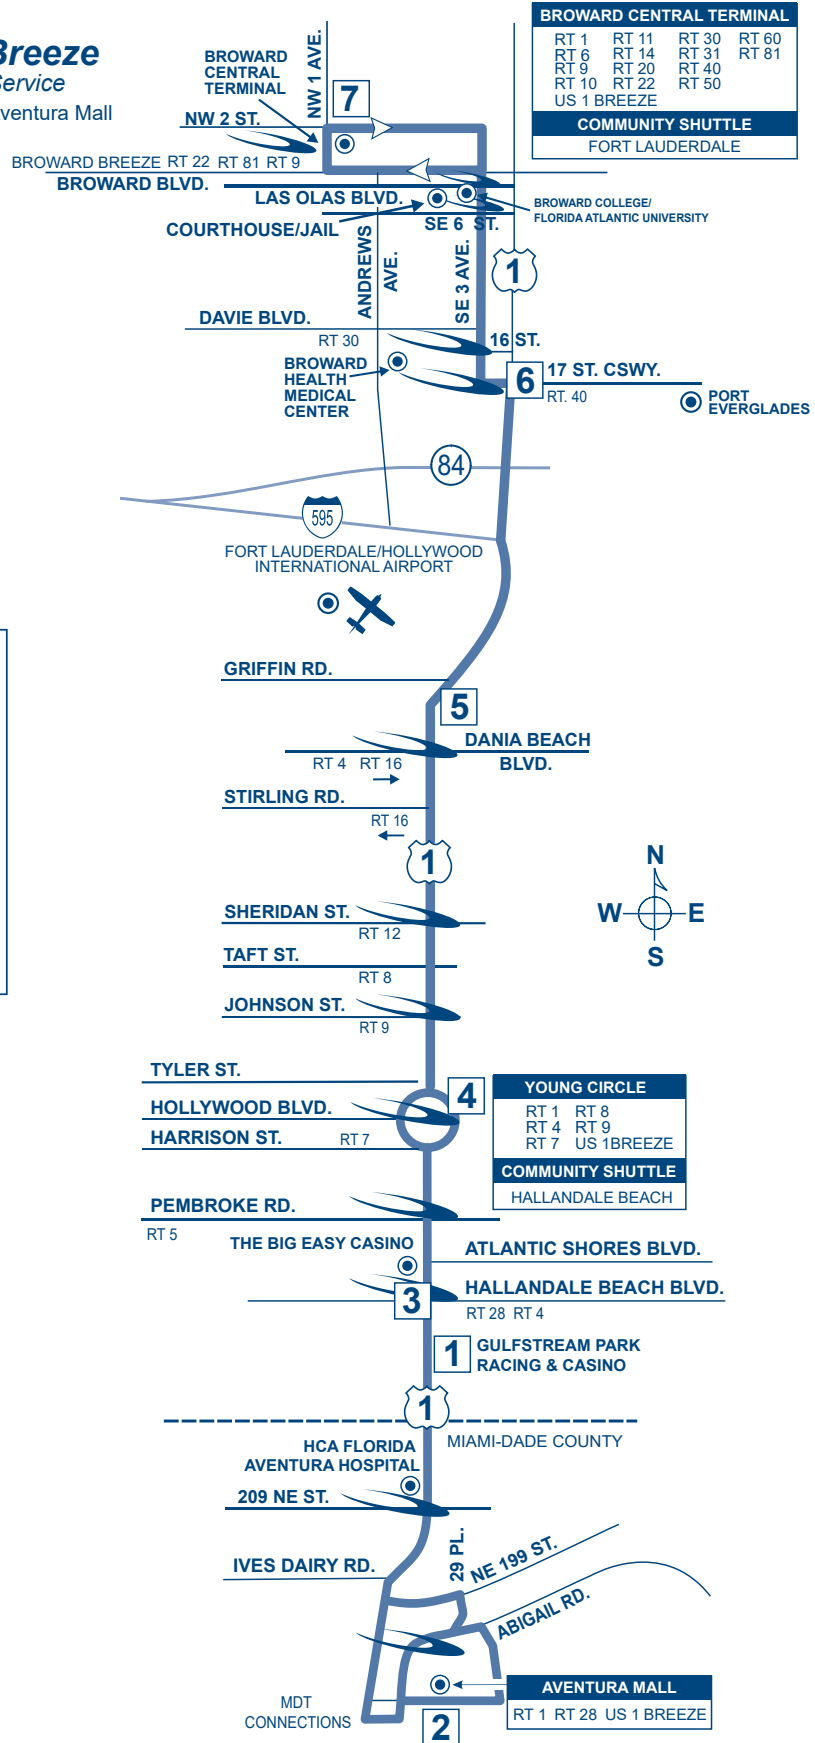 Breeze
Service
Aventura Mall
BROWARD CENTRAL TERMINAL
RT 1 RT 11 RT 30 RT 60
RT 6 RT 14 RT 31 RT 81
RT 9 RT 20 RT 40
RT 10 RT 22 RT 50
US 1 BREEZE
COMMUNITY SHUTTLE
FORT LAUDERDALE
NW 1 AVE.
BROWARD
CENTRAL
TERMINAL
7
NW 2 ST.
BROWARD BREEZE RT 22 RT 81 RT 9
BROWARD BLVD.
LAS OLAS BLVD.
BROWARD COLLEGE/
FLORIDA ATLANTIC UNIVERSITY
COURTHOUSE/JAIL
SE 6 ST.
ANDREWS
AVE.
SE 3 AVE.
1
DAVIE BLVD.
RT 30
16 ST.
BROWARD
HEALTH
MEDICAL
CENTER
6
17 ST. CSWY.
RT. 40
PORT
EVERGLADES
84
595
FORT LAUDERDALE/HOLLYWOOD
INTERNATIONAL AIRPORT
GRIFFIN RD.
5
DANIA BEACH
BLVD.
RT 4 RT 16
STIRLING RD.
RT 16
1
N
W E
S
SHERIDAN ST.
RT 12
TAFT ST.
RT 8
JOHNSON ST.
RT 9
TYLER ST.
4
HOLLYWOOD BLVD.
HARRISON ST. RT 7
YOUNG CIRCLE
RT 1 RT 8
RT 4 RT 9
RT 7 US 1BREEZE
COMMUNITY SHUTTLE
HALLANDALE BEACH
PEMBROKE RD.
RT 5
THE BIG EASY CASINO
ATLANTIC SHORES BLVD.
3
HALLANDALE BEACH BLVD.
RT 28 RT 4
1
GULFSTREAM PARK
RACING & CASINO
1
MIAMI-DADE COUNTY
HCA FLORIDA
AVENTURA HOSPITAL
209 NE ST.
IVES DAIRY RD.
29 PL.
NE 199 ST.
ABIGAIL RD.
MDT
CONNECTIONS
2
AVENTURA MALL
RT 1 RT 28 US 1 BREEZE